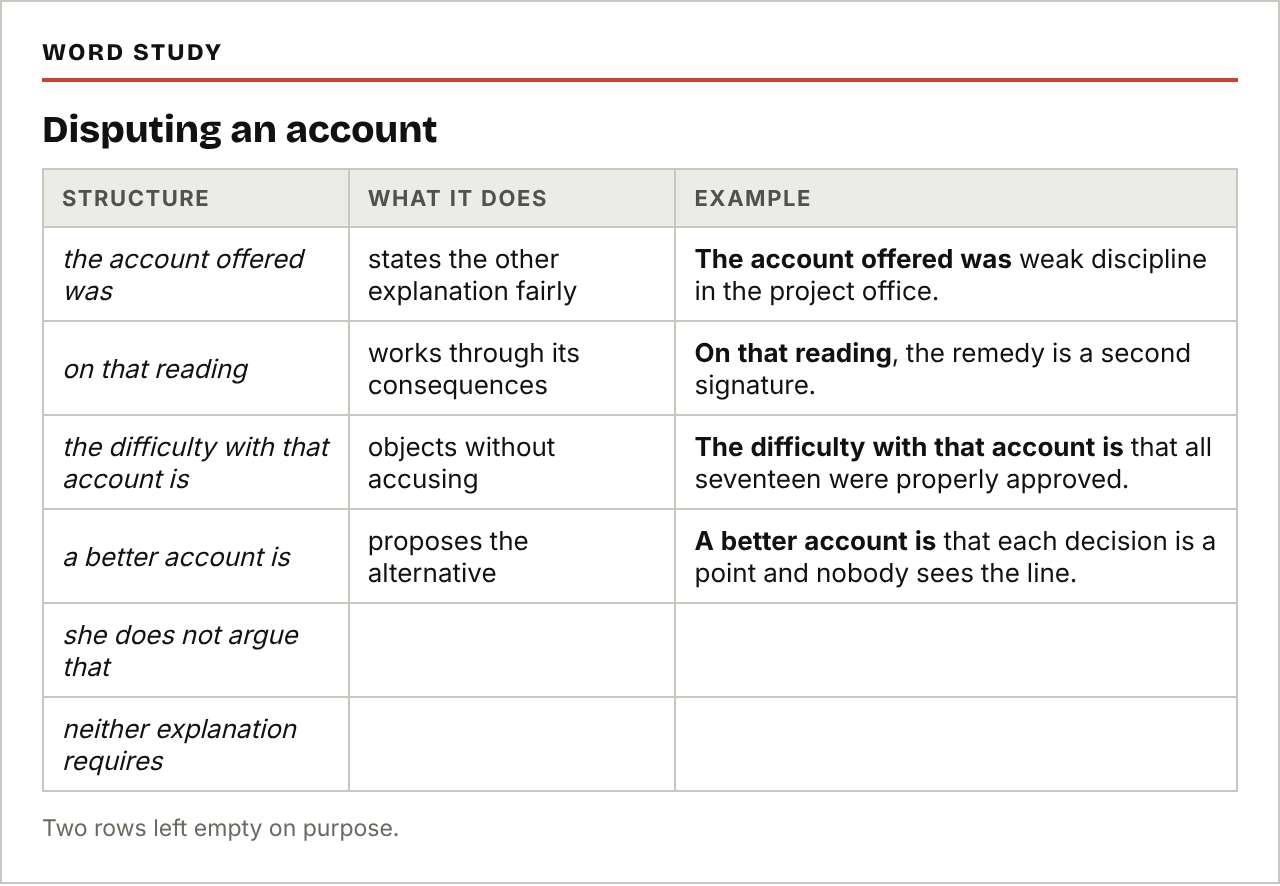 WORD STUDY
Disputing an account
STRUCTURE
WHAT IT DOES
EXAMPLE
the account offered
was
states the other
explanation fairly
The account offered was weak discipline
in the project office.
on that reading
works through its
consequences
On that reading, the remedy is a second
signature.
the difficulty with that
account is
objects without
accusing
The difficulty with that account is that all
seventeen were properly approved.
a better account is
proposes the
alternative
A better account is that each decision is a
point and nobody sees the line.
she does not argue
that
neither explanation
requires
Two rows left empty on purpose.